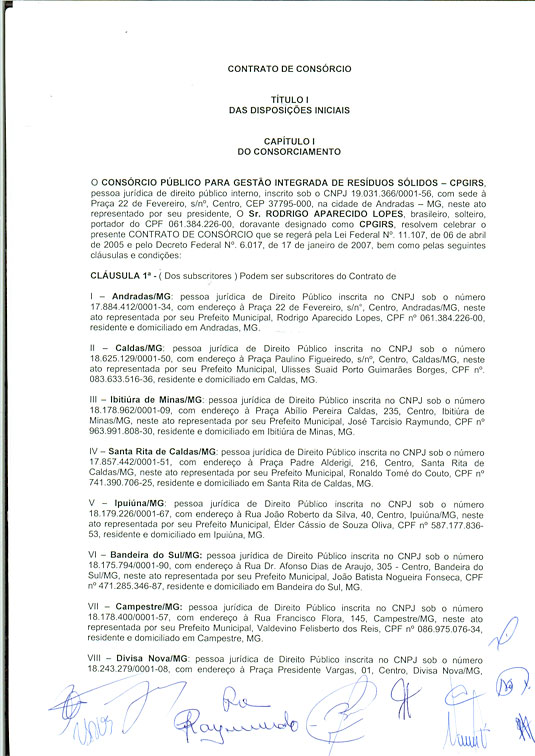 CONTRATO DE CONSÓRCIO
TÍTULO I
DAS DISPOSIÇÕES INICIAIS
CAPÍTULO I
DO CONSORCIAMENTO
O CONSÓRCIO PÚBLICO PARA GESTÃO INTEGRADA DE RESÍDUOS SÓLIDOS – CPGIRS,
pessoa jurídica de direito público interno, inscrito sob o CNPJ 19.031.366/0001-56, com sede à
Praça 22 de Fevereiro, s/nº, Centro, CEP 37795-000, na cidade de Andradas – MG, neste ato
representado por seu presidente, O Sr. RODRIGO APARECIDO LOPES, brasileiro, solteiro,
portador do CPF 061.384.226-00, doravante designado como CPGIRS, resolvem celebrar o
presente CONTRATO DE CONSÓRCIO que se regerá pela Lei Federal Nº. 11.107, de 06 de abril
de 2005 e pelo Decreto Federal Nº. 6.017, de 17 de janeiro de 2007, bem como pelas seguintes
cláusulas e condições:
CLÁUSULA 1ª - ( Dos subscritores ) Podem ser subscritores do Contrato de
I – Andradas/MG: pessoa jurídica de Direito Público inscrita no CNPJ sob o número
17.884.412/0001-34, com endereço à Praça 22 de Fevereiro, s/n°, Centro, Andradas/MG, neste
ato representado por seu Prefeito Municipal, Rodrigo Aparecido Lopes, CPF nº 061.384.226-00,
residente e domiciliado em Andradas, MG.
II – Caldas/MG: pessoa jurídica de Direito Público inscrita no CNPJ sob o número
18.625.129/0001-50, com endereço à Praça Paulino Figueiredo, s/nº, Centro, Caldas/MG, neste
ato representado por seu Prefeito Municipal, Ulisses Suaid Porto Guimarães Borges, CPF nº.
083.633.516-36, residente e domiciliado em Caldas, MG.
III – Ibitiúra de Minas/MG: pessoa jurídica de Direito Público inscrita no CNPJ sob o número
18.178.962/0001-09, com endereço à Praça Abílio Pereira Caldas, 235, Centro, Ibitiúra de
Minas/MG, neste ato representado por seu Prefeito Municipal, José Tarcisio Raymundo, CPF nº
963.991.808-30, residente e domiciliado em Ibitiúra de Minas, MG.
IV – Santa Rita de Caldas/MG: pessoa jurídica de Direito Público inscrita no CNPJ sob o número
17.857.442/0001-51, com endereço à Praça Padre Alderigi, 216, Centro, Santa Rita de
Caldas/MG, neste ato representado por seu Prefeito Municipal, Ronaldo Tomé do Couto, CPF nº
741.390.706-25, residente e domiciliado em Santa Rita de Caldas, MG.
V – Ipuiúna/MG: pessoa jurídica de Direito Público inscrita no CNPJ sob o número
18.179.226/0001-67, com endereço à Rua João Roberto da Silva, 40, Centro, Ipuiúna/MG, neste
ato representado por seu Prefeito Municipal, Élder Cássio de Souza Oliva, CPF nº 587.177.836-
53, residente e domiciliado em Ipuiúna, MG.
VI – Bandeira do Sul/MG: pessoa jurídica de Direito Público inscrita no CNPJ sob o número
18.175.794/0001-90, com endereço à Rua Dr. Afonso Dias de Araujo, 305 - Centro, Bandeira do
Sul/MG, neste ato representado por seu Prefeito Municipal, João Batista Nogueira Fonseca, CPF
nº 471.285.346-87, residente e domiciliado em Bandeira do Sul, MG.
VII – Campestre/MG: pessoa jurídica de Direito Público inscrita no CNPJ sob o número
18.178.400/0001-57, com endereço à Rua Francisco Flora, 145, Campestre/MG, neste ato
representado por seu Prefeito Municipal, Valdevino Felisberto dos Reis, CPF nº 086.975.076-34,
residente e domiciliado em Campestre, MG.
VIII – Divisa Nova/MG: pessoa jurídica de Direito Público inscrita no CNPJ sob o número
18.243.279/0001-08, com endereço à Praça Presidente Vargas, 01, Centro, Divisa Nova/MG,
Raymundo